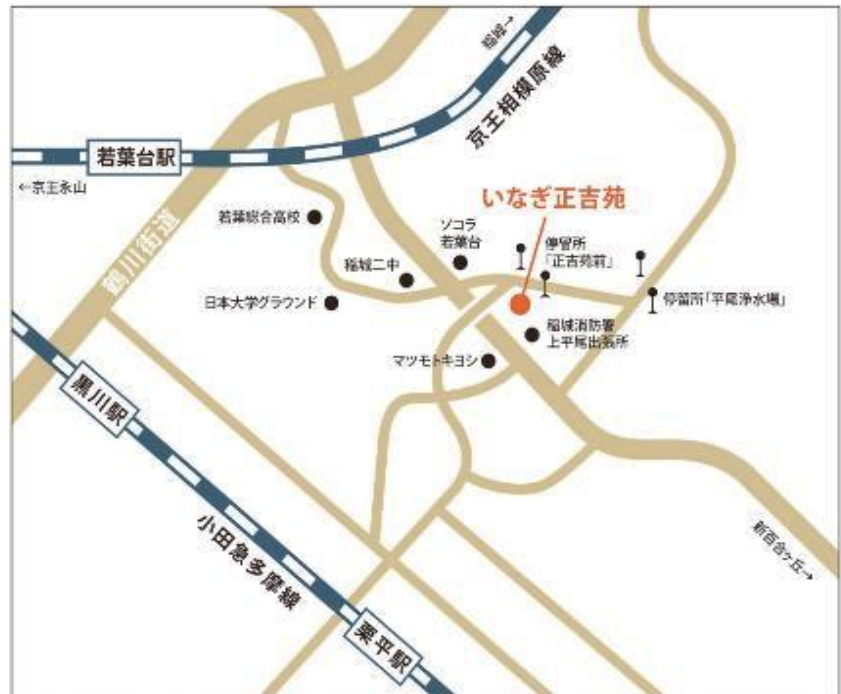 稲城→
京王相模原線
若葉台駅
←京王永山
いなぎ正吉苑
若葉総合高校
ソコラ
若葉台
停留所
「正吉苑前」
鶴川街道
稲城二中
日本大学グラウンド
停留所「平尾浄水場」
稲城消防署
上平尾出張所
マツモトキヨシ
黒川駅
小田急多摩線
新百合ヶ丘→
栗平駅